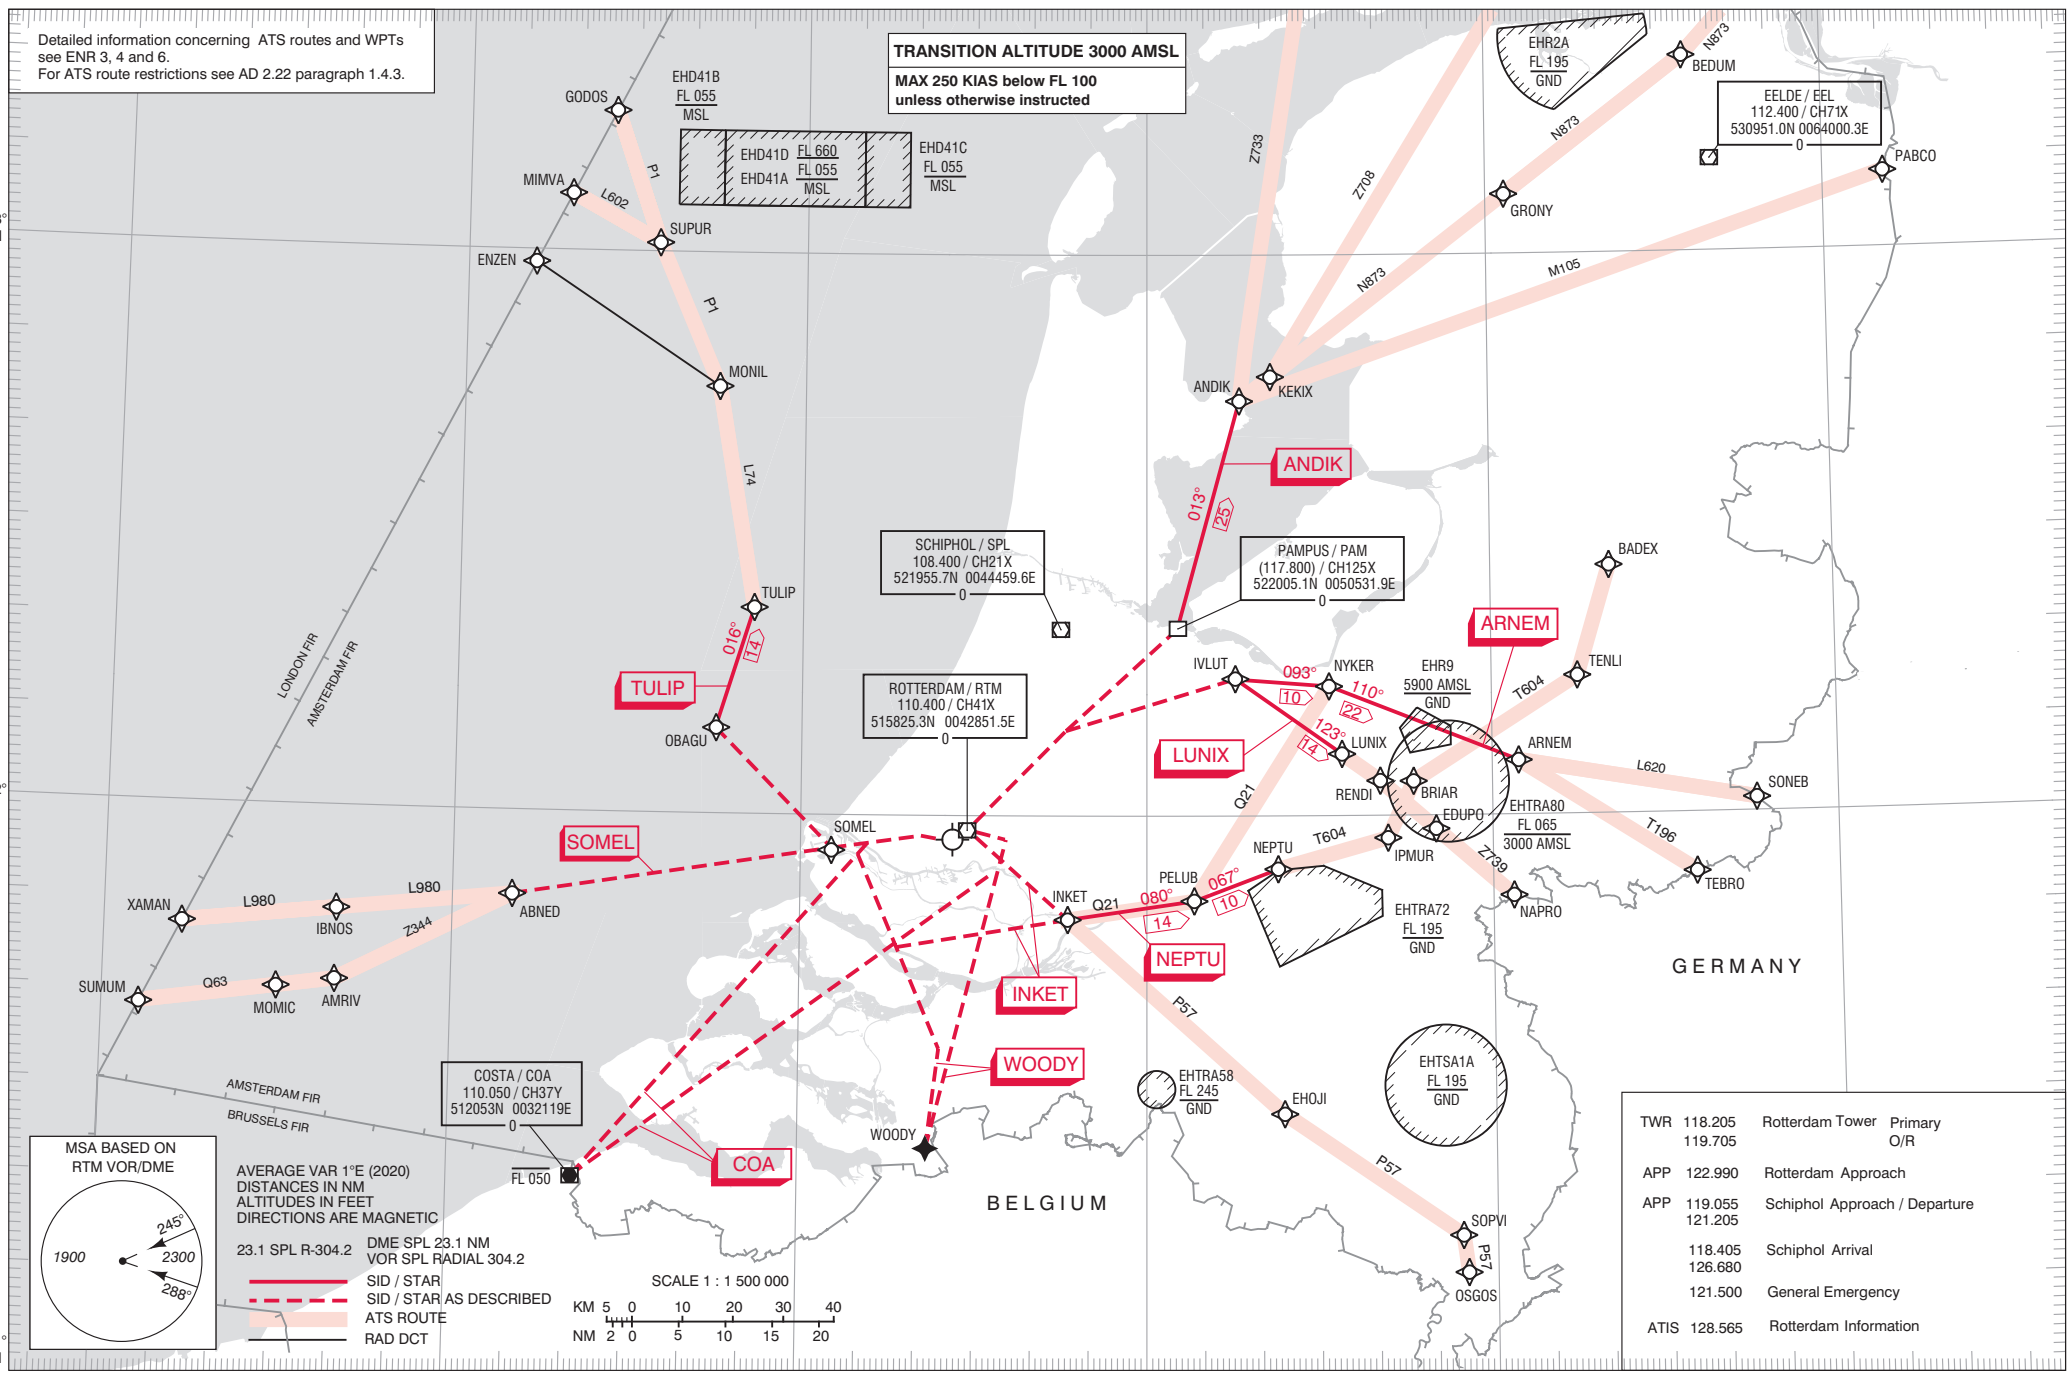 Detailed information concerning ATS routes and WPTs
see ENR 3, 4 and 6.
For ATS route restrictions see AD 2.22 paragraph 1.4.3.
TRANSITION ALTITUDE 3000 AMSL
MAX 250 KIAS below FL 100
unless otherwise instructed
EHR2A
FL 195
GND
BEDUM
N873
EELDE / EEL
112.400 / CH71X
530951.0N 0064000.3E
0
PABCO
GODOS
EHD41B
FL 055
MSL
EHD41D FL 660
EHD41A FL 055
MSL
EHD41C
FL 055
MSL
MIMVA
L602
P1
SUPUR
ENZEN
P1
MONIL
Z733
Z708
N873
GRONY
N873
M105
ANDIK
KEKIX
ANDIK
013°
25
L74
SCHIPHOL / SPL
108.400 / CH21X
521955.7N 0044459.6E
0
PAMPUS / PAM
(117.800) / CH125X
522005.1N 0050531.9E
0
BADEX
TULIP
016°
14
TULIP
OBAGU
LONDON FIR
AMSTERDAM FIR
ARNEM
TENLI
T604
IVLUT
093°
10
NYKER
110°
22
EHR9
5900 AMSL
GND
ROTTERDAM / RTM
110.400 / CH41X
515825.3N 0042851.5E
0
LUNIX
123°
14
LUNIX
ARNEM
L620
SONEB
RENDI
BRIAR
EDUPO
EHTRA80
FL 065
3000 AMSL
Q21
T604
IPMUR
Z739
T196
TEBRO
NAPRO
SOMEL
SOMEL
NEPTU
PELUB
067°
10
INKET
Q21
080°
14
NEPTU
EHTRA72
FL 195
GND
XAMAN
L980
L980
IBNOS
ABNED
Z344
SUMUM
Q63
MOMIC
AMRIV
INKET
GERMANY
P57
WOODY
EHTRA58
FL 245
GND
EHTSA1A
FL 195
GND
EHOJI
AMSTERDAM FIR
BRUSSELS FIR
COSTA / COA
110.050 / CH37Y
512053N 0032119E
0
FL 050
WOODY
COA
BELGIUM
P57
SOPVI
P57
OSGOS
MSA BASED ON
RTM VOR/DME
245°
1900
2300
288°
AVERAGE VAR 1°E (2020)
DISTANCES IN NM
ALTITUDES IN FEET
DIRECTIONS ARE MAGNETIC
23.1 SPL R-304.2 DME SPL 23.1 NM
VOR SPL RADIAL 304.2
SID / STAR
SID / STAR AS DESCRIBED
ATS ROUTE
RAD DCT
SCALE 1 : 1 500 000
KM 5 0 10 20 30 40
NM 2 0 5 10 15 20
TWR 118.205 Rotterdam Tower Primary
119.705 O/R
APP 122.990 Rotterdam Approach
APP 119.055 Schiphol Approach / Departure
121.205
118.405 Schiphol Arrival
126.680
121.500 General Emergency
ATIS 128.565 Rotterdam Information